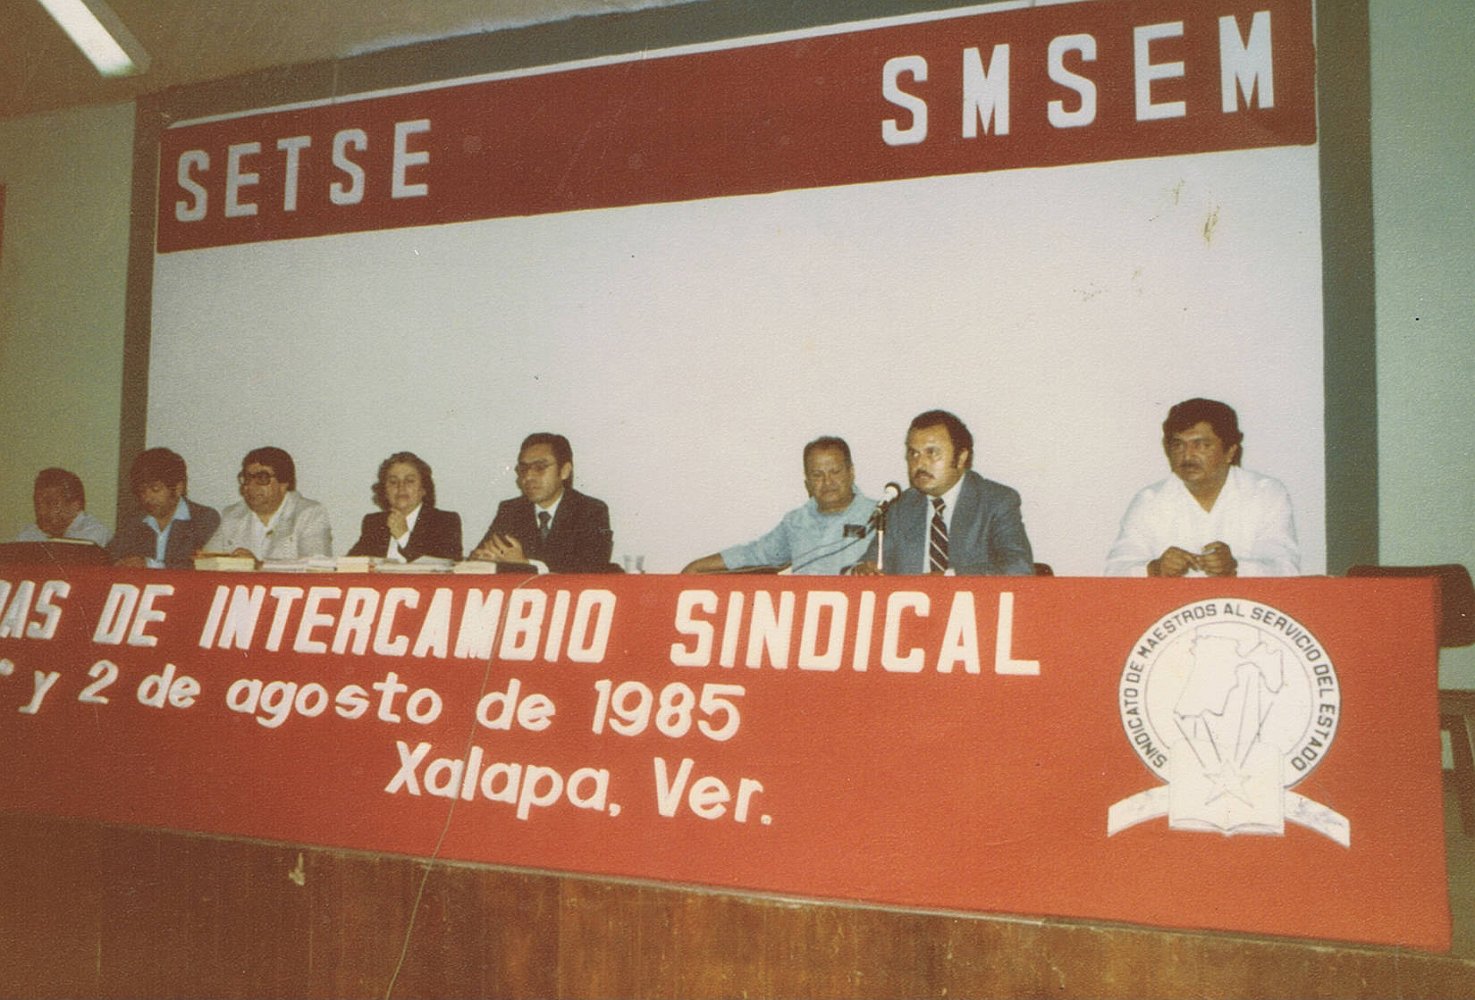 SETSE SMSEM
DE INTERCAMBIO SINDICAL
y 2 de agosto de 1985
Xalapa, Ver.
SINDICATO DE MAESTROS AL SERVICIO DEL ESTADO